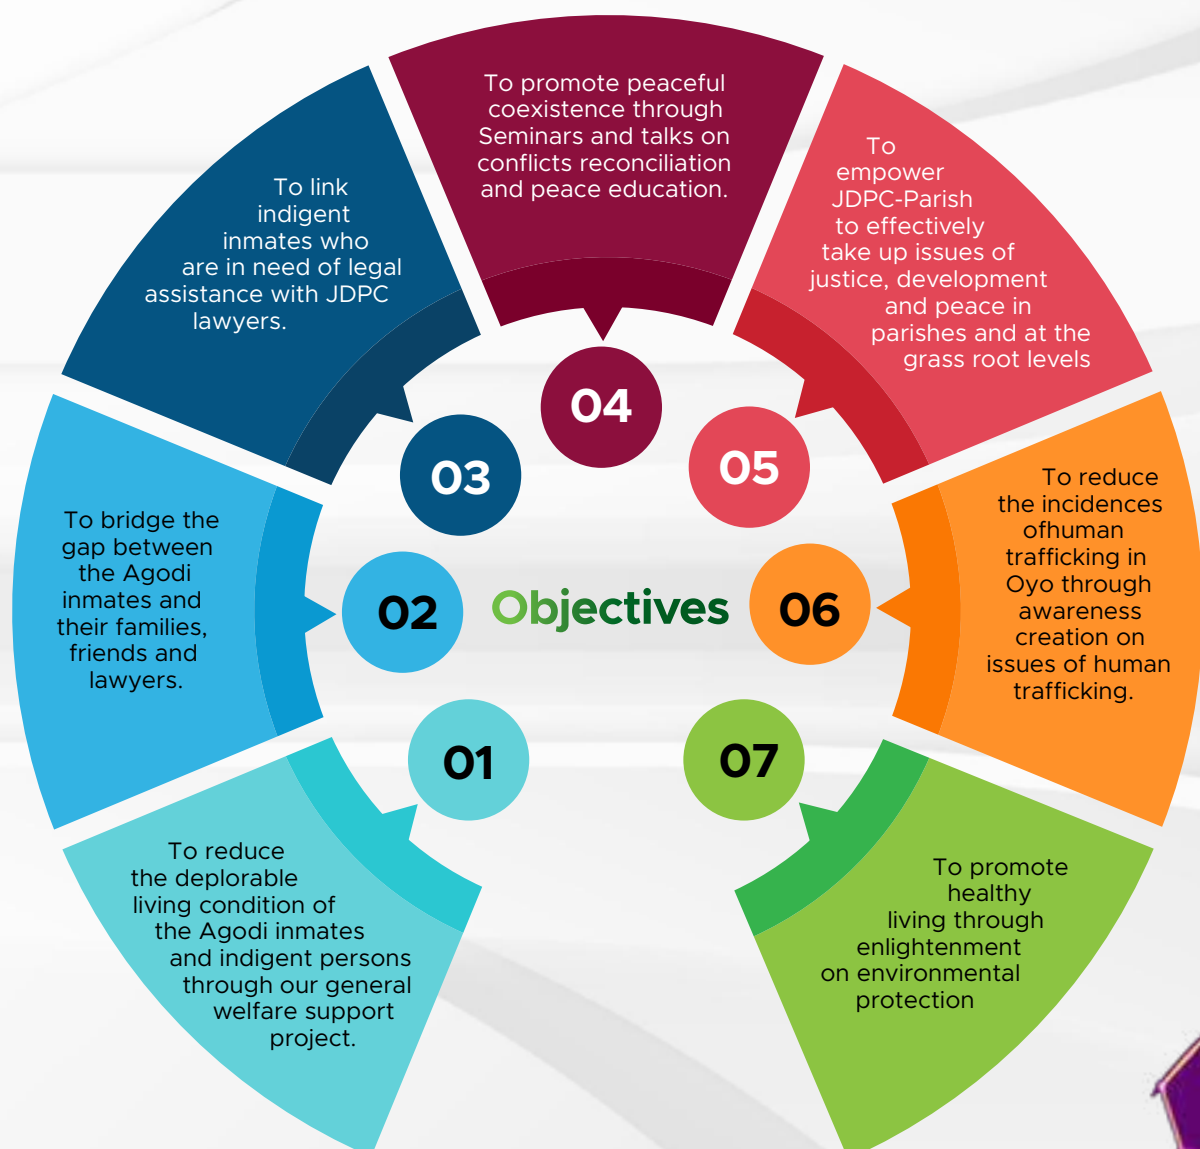 Objectives
01
To reduce
the deplorable
living condition of
the Agodi inmates
and indigent persons
through our general
welfare support
project.
02
To bridge the
gap between
the Agodi
inmates and
their families,
friends and
lawyers.
03
To link
indigent
inmates who
are in need of legal
assistance with JDPC
lawyers.
04
To promote peaceful
coexistence through
Seminars and talks on
conflicts reconciliation
and peace education.
05
To
empower
JDPC-Parish
to effectively
take up issues of
justice, development
and peace in
parishes and at the
grass root levels
06
To reduce
the incidences
ofhuman
trafficking in
Oyo through
awareness
creation on
issues of human
trafficking.
07
To promote
healthy
living through
enlightenment
on environmental
protection